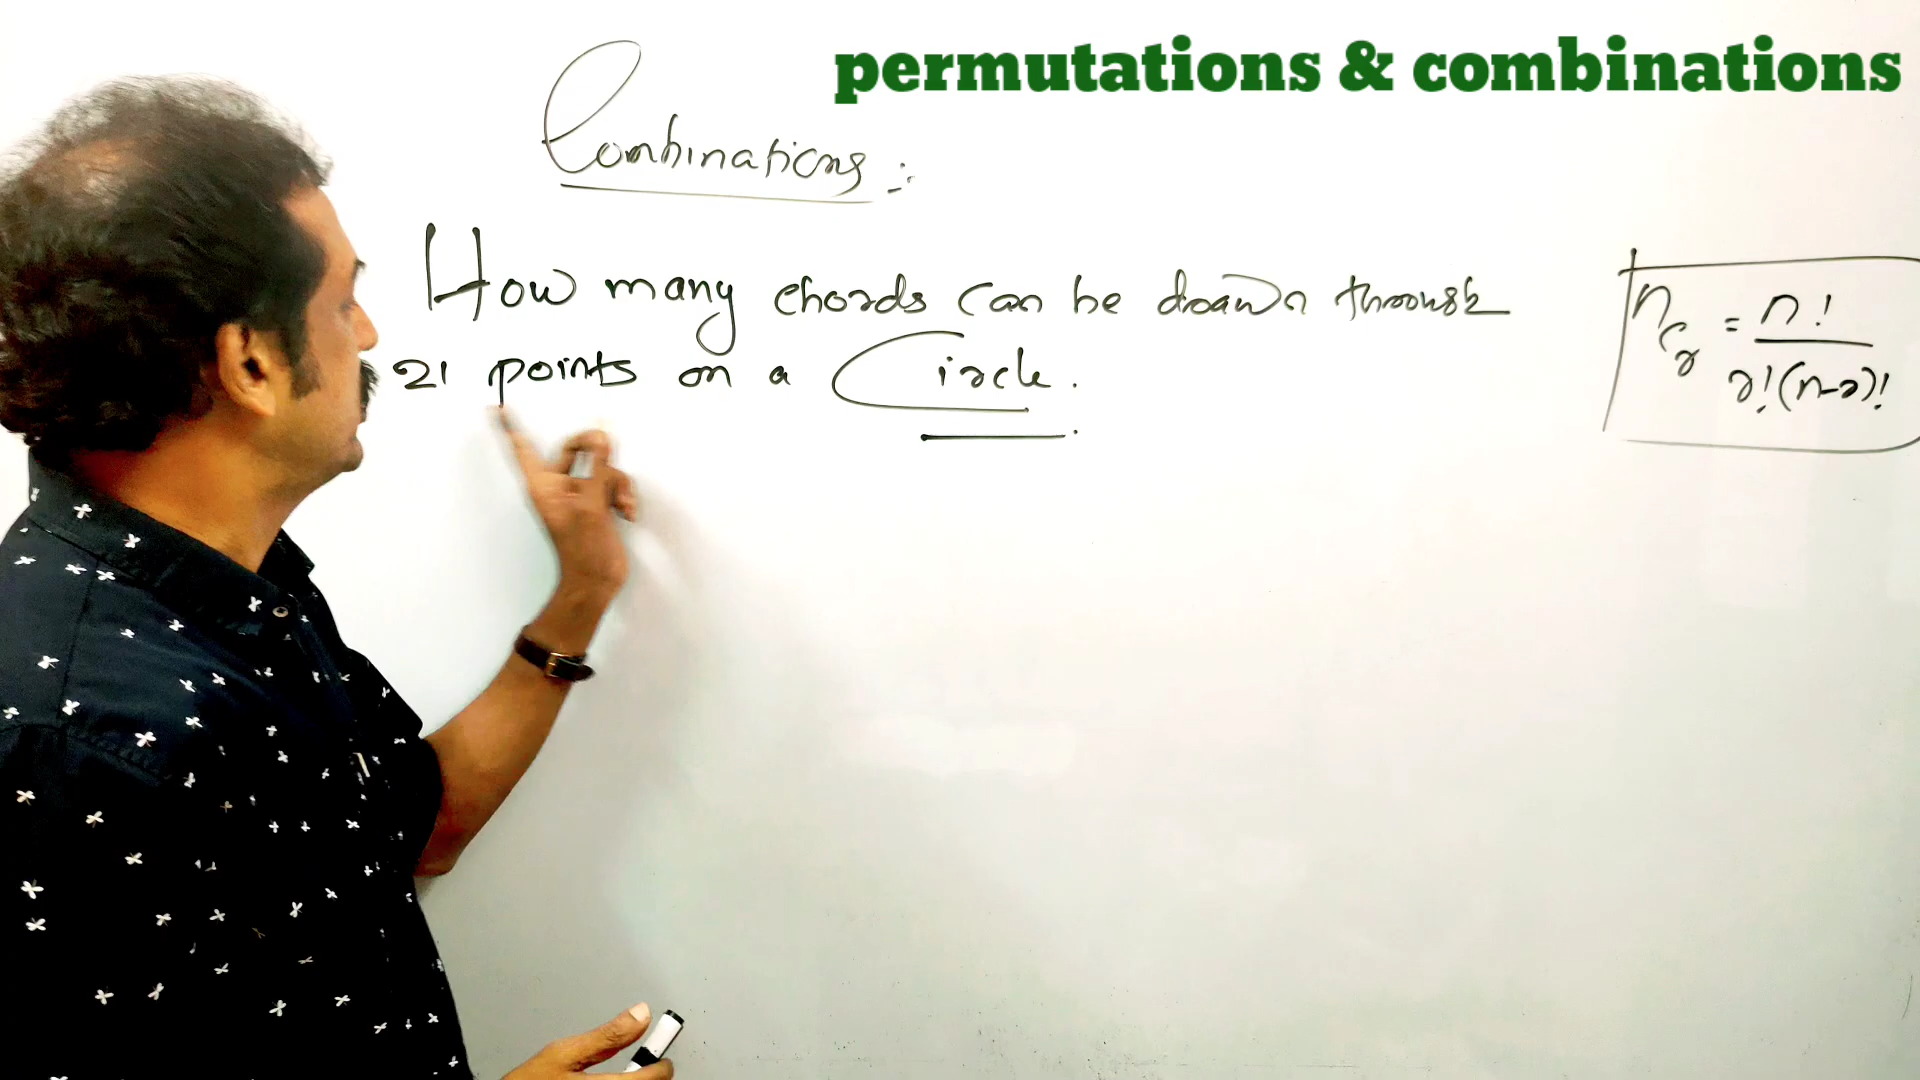 permutations & combinations
Combinations :-
How many chords can be drawn through
21 points on a Circle.
nCr = n! / r!(n-r)!